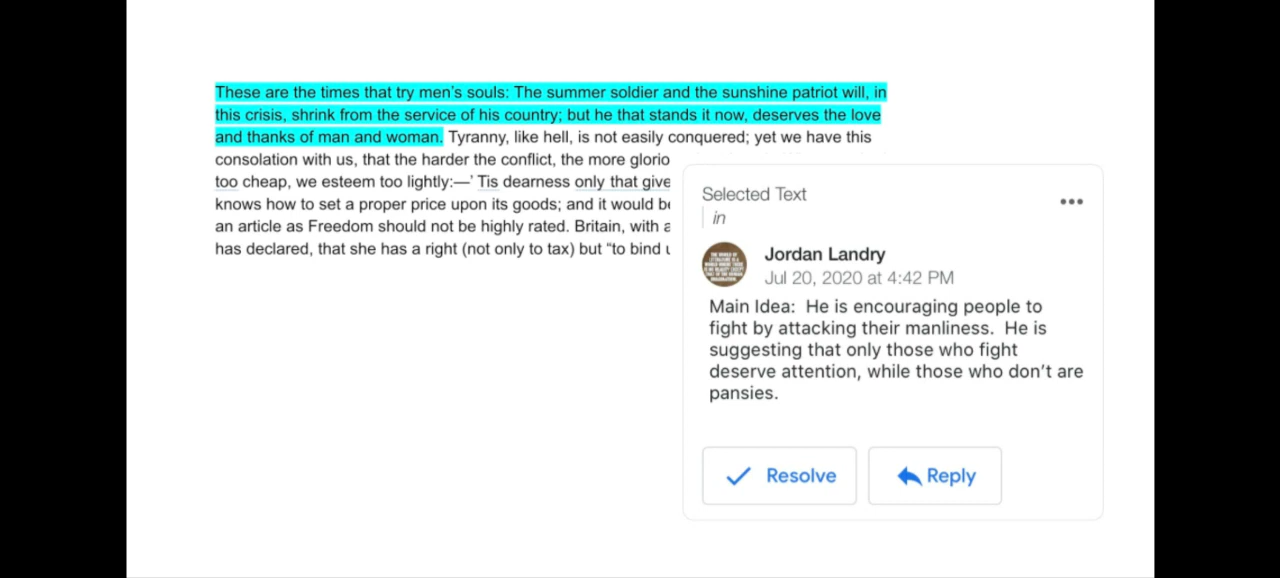 These are the times that try men's souls: The summer soldier and the sunshine patriot will, in
this crisis, shrink from the service of his country; but he that stands it now, deserves the love
and thanks of man and woman. Tyranny, like hell, is not easily conquered; yet we have this
consolation with us, that the harder the conflict, the more glorio
too cheap, we esteem too lightly:—' Tis dearness only that give
knows how to set a proper price upon its goods; and it would be
an article as Freedom should not be highly rated. Britain, with a
has declared, that she has a right (not only to tax) but “to bind u
Selected Text
in
Jordan Landry
Jul 20, 2020 at 4:42 PM
Main Idea:  He is encouraging people to
fight by attacking their manliness.  He is
suggesting that only those who fight
deserve attention, while those who don't are
pansies.
Resolve
Reply